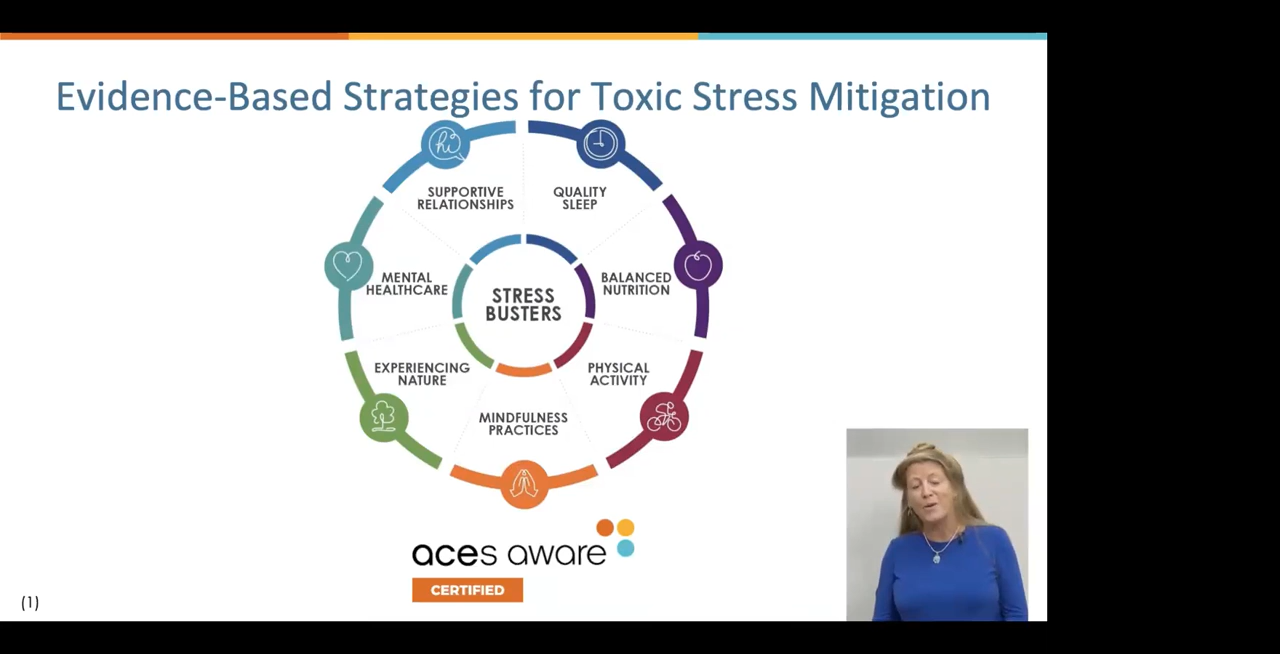 Evidence-Based Strategies for Toxic Stress Mitigation
hi
SUPPORTIVE
RELATIONSHIPS
QUALITY
SLEEP
MENTAL
HEALTHCARE
BALANCED
NUTRITION
STRESS
BUSTERS
EXPERIENCING
NATURE
PHYSICAL
ACTIVITY
MINDFULNESS
PRACTICES
aces aware
CERTIFIED
(1)